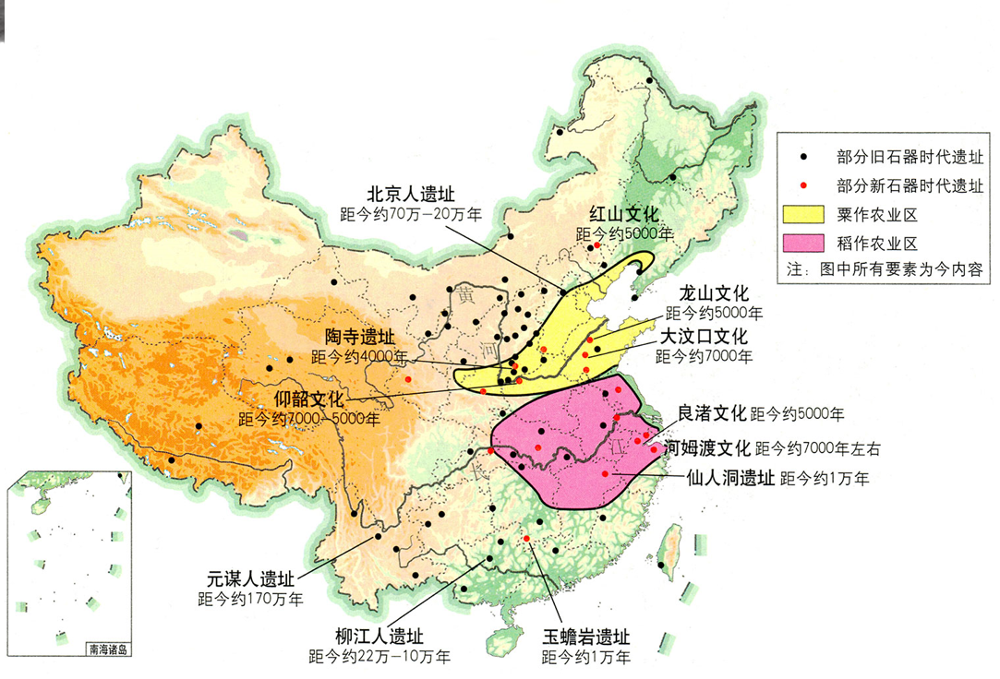 北京人遗址
距今约70万-20万年
红山文化
距今约5000年
部分旧石器时代遗址
部分新石器时代遗址
粟作农业区
稻作农业区
注：图中所有要素为今内容
黄
河
龙山文化
距今约5000年
大汶口文化
距今约7000年
陶寺遗址
距今约4000年
仰韶文化
距今约7000-5000年
良渚文化 距今约5000年
河姆渡文化 距今约7000年左右
仙人洞遗址 距今约1万年
江
长
元谋人遗址
距今约170万年
柳江人遗址
距今约22万-10万年
玉蟾岩遗址
距今约1万年
南海诸岛